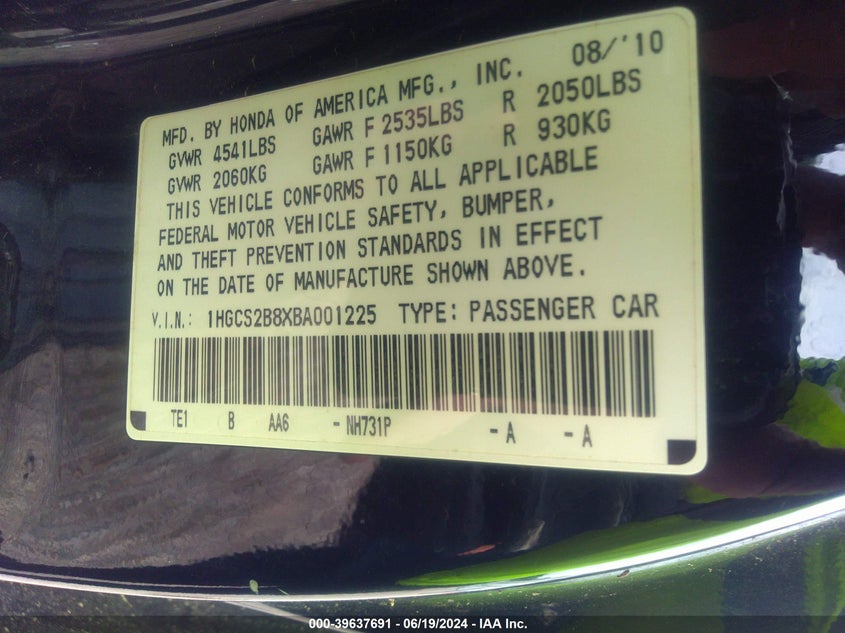 08/'10
MFD. BY HONDA OF AMERICA MFG., INC.
GVWR 4541LBS GAWR F 2535LBS R 2050LBS
GVWR 2060KG GAWR F 1150KG R 930KG
THIS VEHICLE CONFORMS TO ALL APPLICABLE
FEDERAL MOTOR VEHICLE SAFETY, BUMPER,
AND THEFT PREVENTION STANDARDS IN EFFECT
ON THE DATE OF MANUFACTURE SHOWN ABOVE.
V.I.N.: 1HGCS2B8XBA001225 TYPE: PASSENGER CAR
TE1 B AA6 - NH731P - A - A
000-39637691 - 06/19/2024 - IAA Inc.